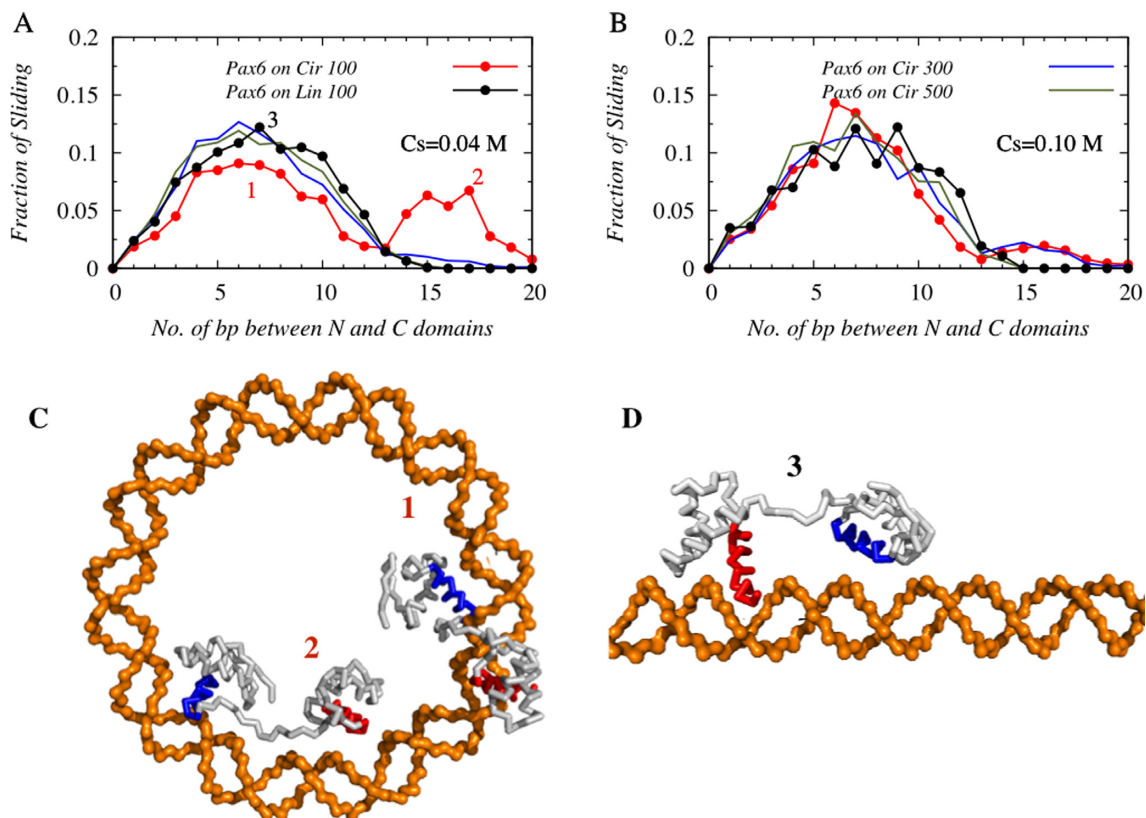 A
Fraction of Sliding
0.2
0.15
0.1
0.05
0
Pax6 on Cir 100
Pax6 on Lin 100
3
Cs=0.04 M
1
2
0 5 10 15 20
No. of bp between N and C domains
B
Fraction of Sliding
0.2
0.15
0.1
0.05
0
Pax6 on Cir 300
Pax6 on Cir 500
Cs=0.10 M
0 5 10 15 20
No. of bp between N and C domains
C
1
2
D
3